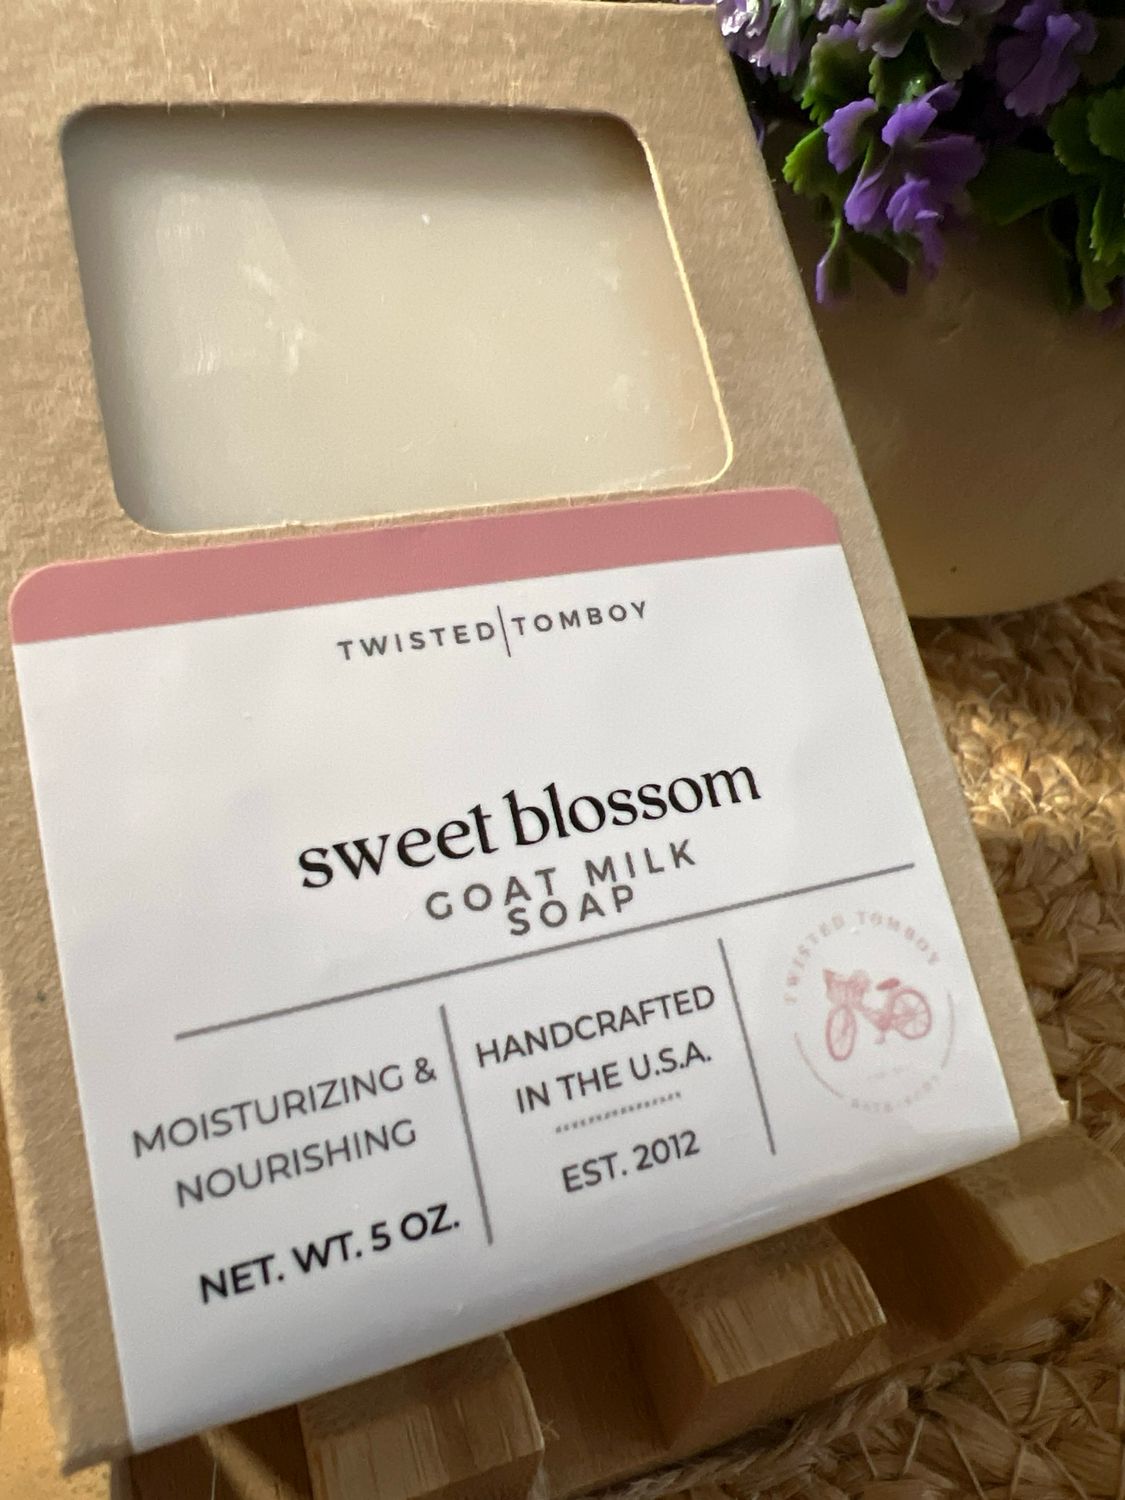 TWISTED|TOMBOY
sweet blossom
GOAT MILK
SOAP
MOISTURIZING &
NOURISHING
NET. WT. 5 OZ.
HANDCRAFTED
IN THE U.S.A.
EST. 2012
TWISTED TOMBOY